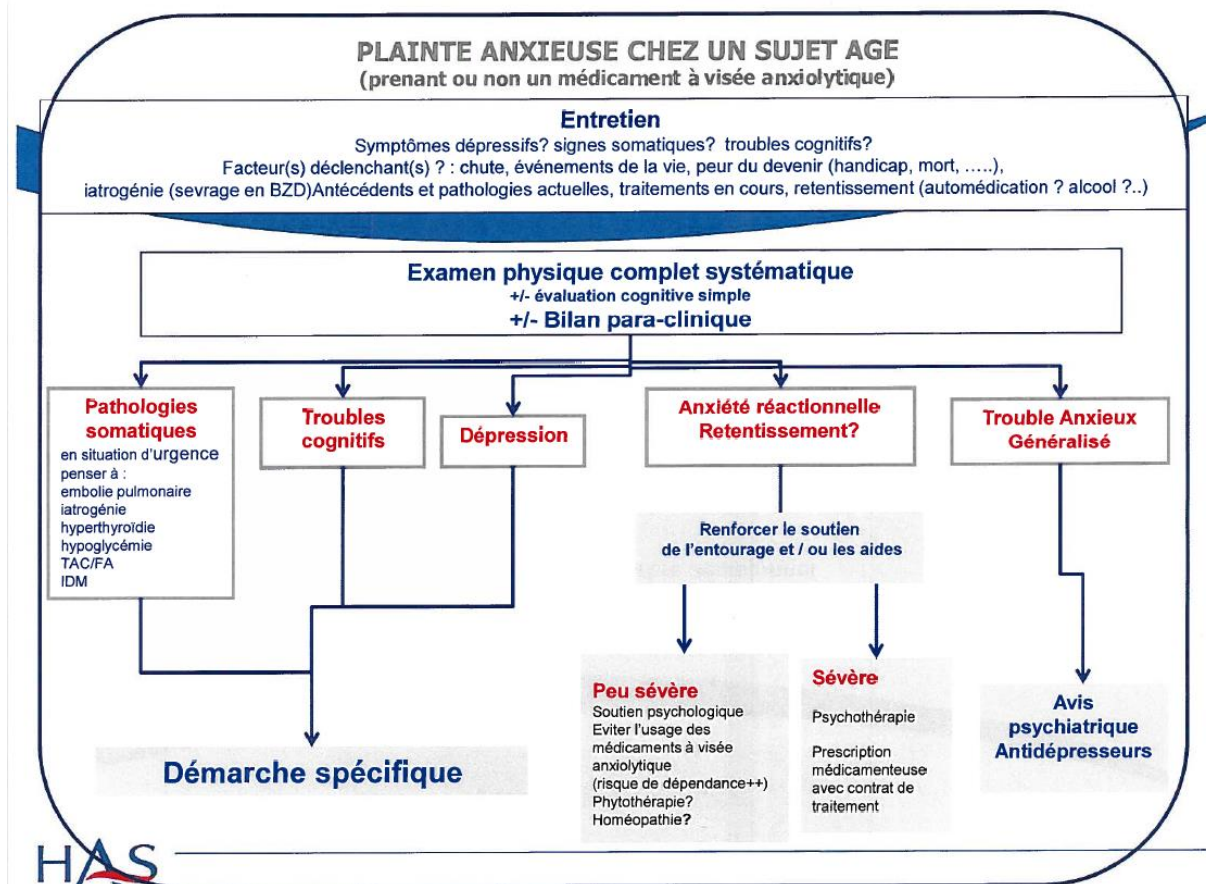 PLAINTE ANXIEUSE CHEZ UN SUJET AGE
(prenant ou non un médicament à visée anxiolytique)
Entretien
Symptômes dépressifs? signes somatiques? troubles cognitifs?
Facteur(s) déclenchant(s) ? : chute, événements de la vie, peur du devenir (handicap, mort, …..),
iatrogénie (sevrage en BZD)Antécédents et pathologies actuelles, traitements en cours, retentissement (automédication ? alcool ?..)
Examen physique complet systématique
+/- évaluation cognitive simple
+/- Bilan para-clinique
Pathologies
somatiques
en situation d'urgence
penser à :
embolie pulmonaire
iatrogénie
hyperthyroïdie
hypoglycémie
TAC/FA
IDM
Troubles
cognitifs
Dépression
Anxiété réactionnelle
Retentissement?
Trouble Anxieux
Généralisé
Renforcer le soutien
de l'entourage et / ou les aides
Peu sévère
Soutien psychologique
Eviter l'usage des
médicaments à visée
anxiolytique
(risque de dépendance++)
Phytothérapie?
Homéopathie?
Sévère
Psychothérapie
Prescription
médicamenteuse
avec contrat de
traitement
Avis
psychiatrique
Antidépresseurs
Démarche spécifique
HAS